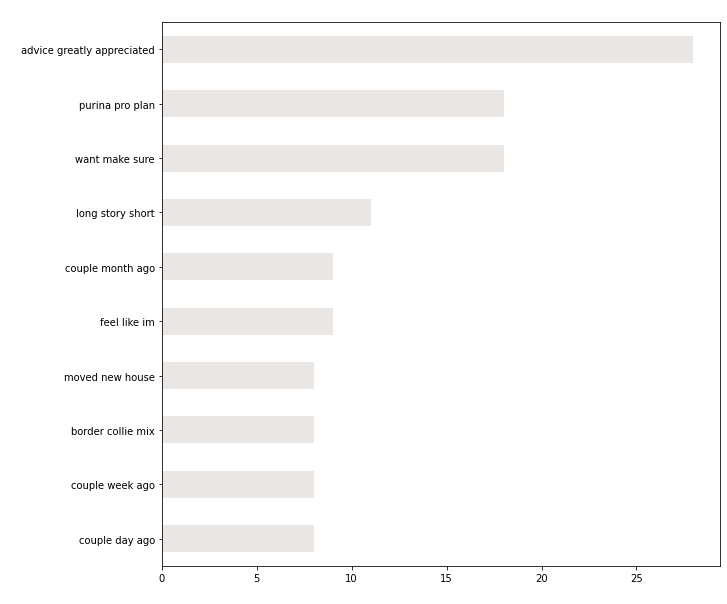 advice greatly appreciated
purina pro plan
want make sure
long story short
couple month ago
feel like im
moved new house
border collie mix
couple week ago
couple day ago
0 5 10 15 20 25